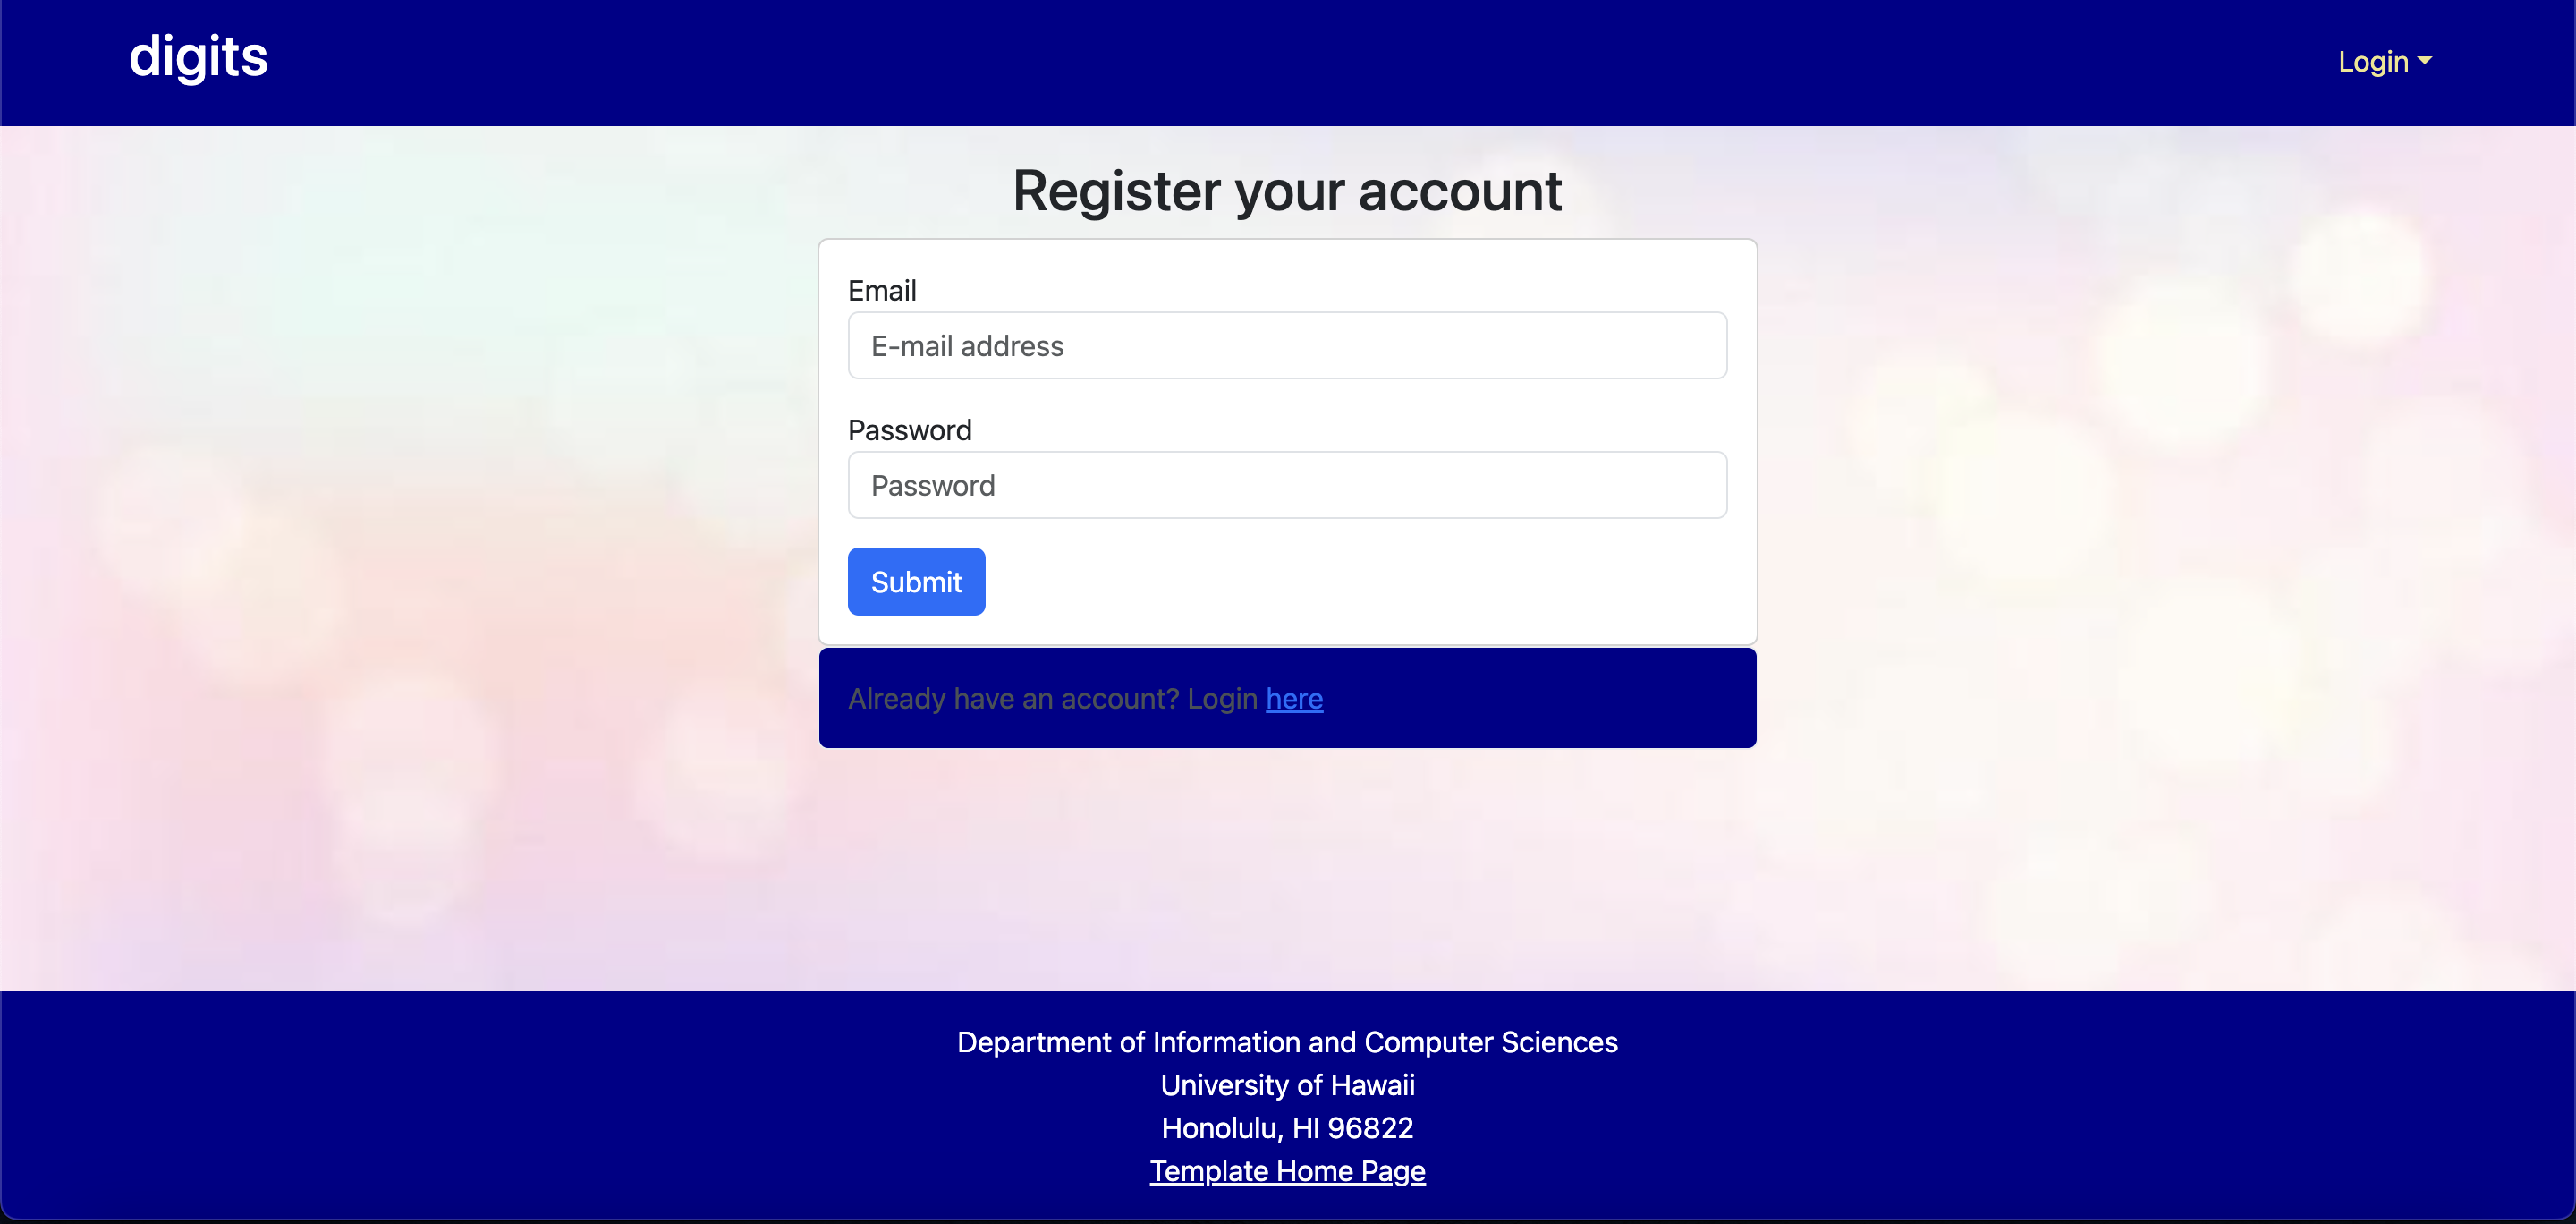 digits
Login
Register your account
Email
E-mail address
Password
Password
Submit
Already have an account? Login here
Department of Information and Computer Sciences
University of Hawaii
Honolulu, HI 96822
Template Home Page